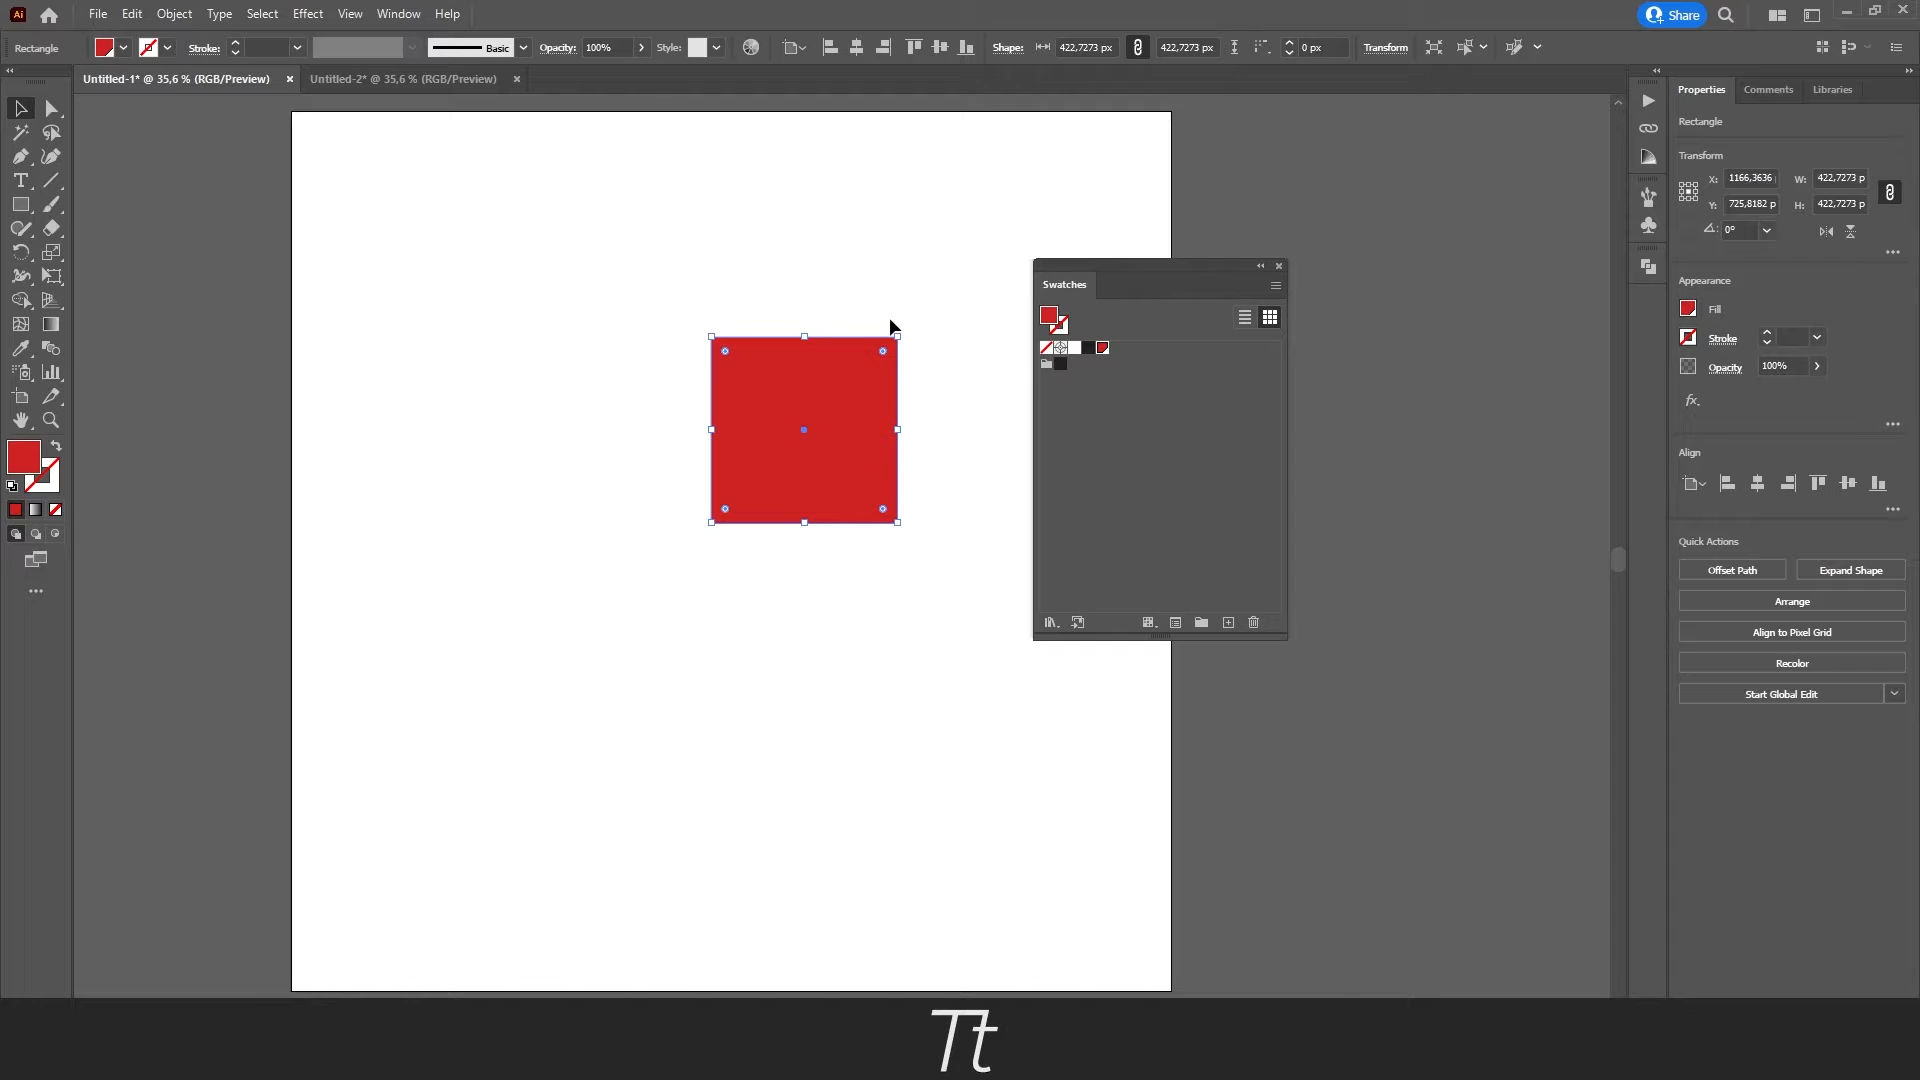 Ai File Edit Object Type Select Effect View Window Help Share
Rectangle Stroke: Basic Opacity: 100% Style: Shape: 422,7273 px 422,7273 px 0 px Transform
Untitled-1* @ 35,6 % (RGB/Preview) Untitled-2* @ 35,6 % (RGB/Preview)
Properties Comments Libraries
Rectangle
Transform
X: 1166,3636 W: 422,7273 p
Y: 725,8182 p H: 422,7273 p
0°
Appearance
Fill
Stroke
Opacity 100%
fx.
Align
Quick Actions
Offset Path Expand Shape
Arrange
Align to Pixel Grid
Recolor
Start Global Edit
Swatches
Tt